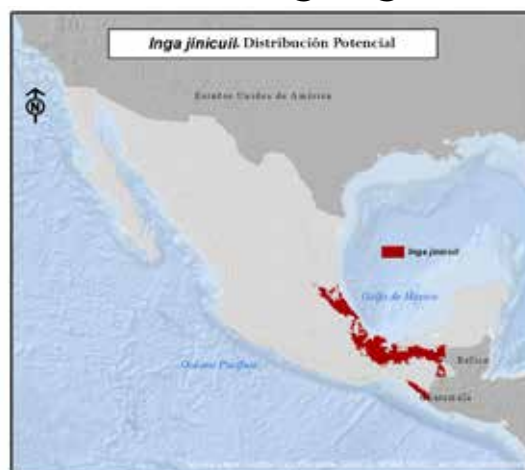 Inga jinicuil. Distribución Potencial
Estados Unidos de América
N
Inga jinicuil
Golfo de México
Océano Pacífico
Belice
Guatemala